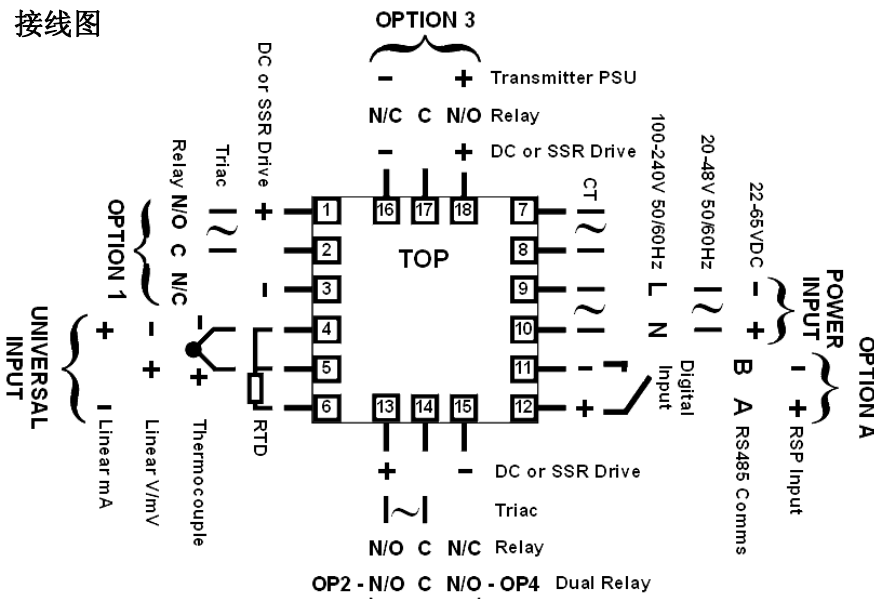 接线图
OPTION 3
- + Transmitter PSU
N/C C N/O Relay
- + DC or SSR Drive
DC or SSR Drive
+
-
Triac
~
Relay N/O C N/C
OPTION 1
UNIVERSAL INPUT
+ - Linear mA
- + Linear V/mV
- + Thermocouple
RTD
1
2
3
4
5
6
16 17 18
TOP
13 14 15
7
8
9
10
11
12
CT
~
~
- +
Digital Input
100-240V 50/60Hz
L N
20-48V 50/60Hz
~
22-65VDC
- +
POWER INPUT
OPTION A
B A RS485 Comms
- + RSP Input
+ - DC or SSR Drive
~ Triac
N/O C N/C Relay
OP2 - N/O C N/O - OP4 Dual Relay